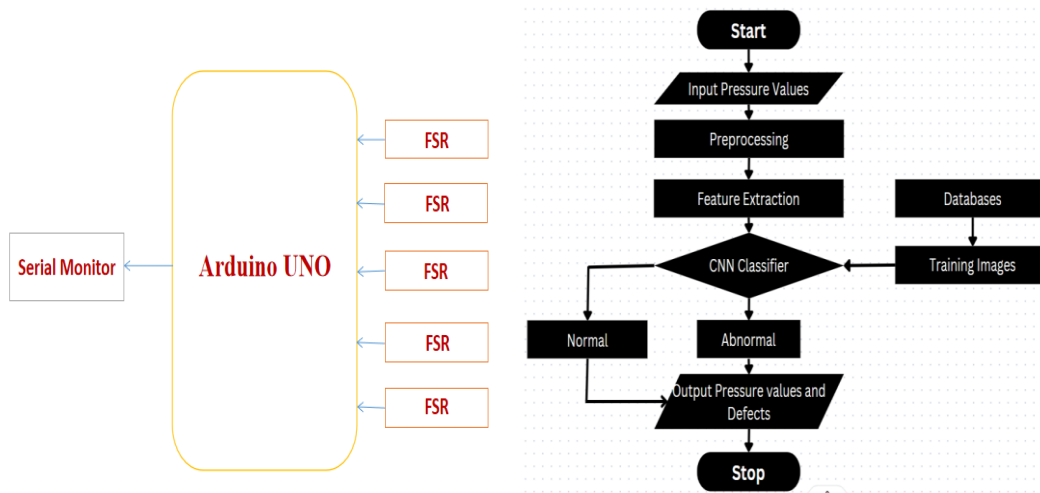 Serial Monitor
Arduino UNO
FSR
FSR
FSR
FSR
FSR
Start
Input Pressure Values
Preprocessing
Feature Extraction
Databases
CNN Classifier
Training Images
Normal
Abnormal
Output Pressure values and
Defects
Stop